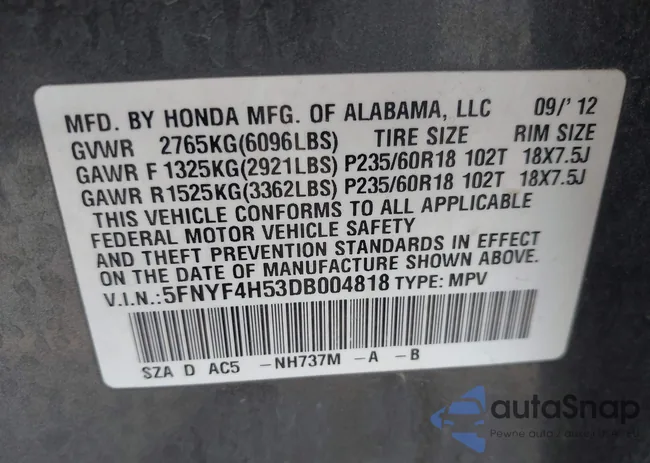 MFD. BY HONDA MFG. OF ALABAMA, LLC 09/'12
GVWR 2765KG(6096LBS) TIRE SIZE RIM SIZE
GAWR F 1325KG(2921LBS) P235/60R18 102T 18X7.5J
GAWR R 1525KG(3362LBS) P235/60R18 102T 18X7.5J
THIS VEHICLE CONFORMS TO ALL APPLICABLE
FEDERAL MOTOR VEHICLE SAFETY
AND THEFT PREVENTION STANDARDS IN EFFECT
ON THE DATE OF MANUFACTURE SHOWN ABOVE.
V.I.N.:5FNYF4H53DB004818 TYPE: MPV
SZA D AC5 -NH737M -A -B
autoSnap
Pewne auto